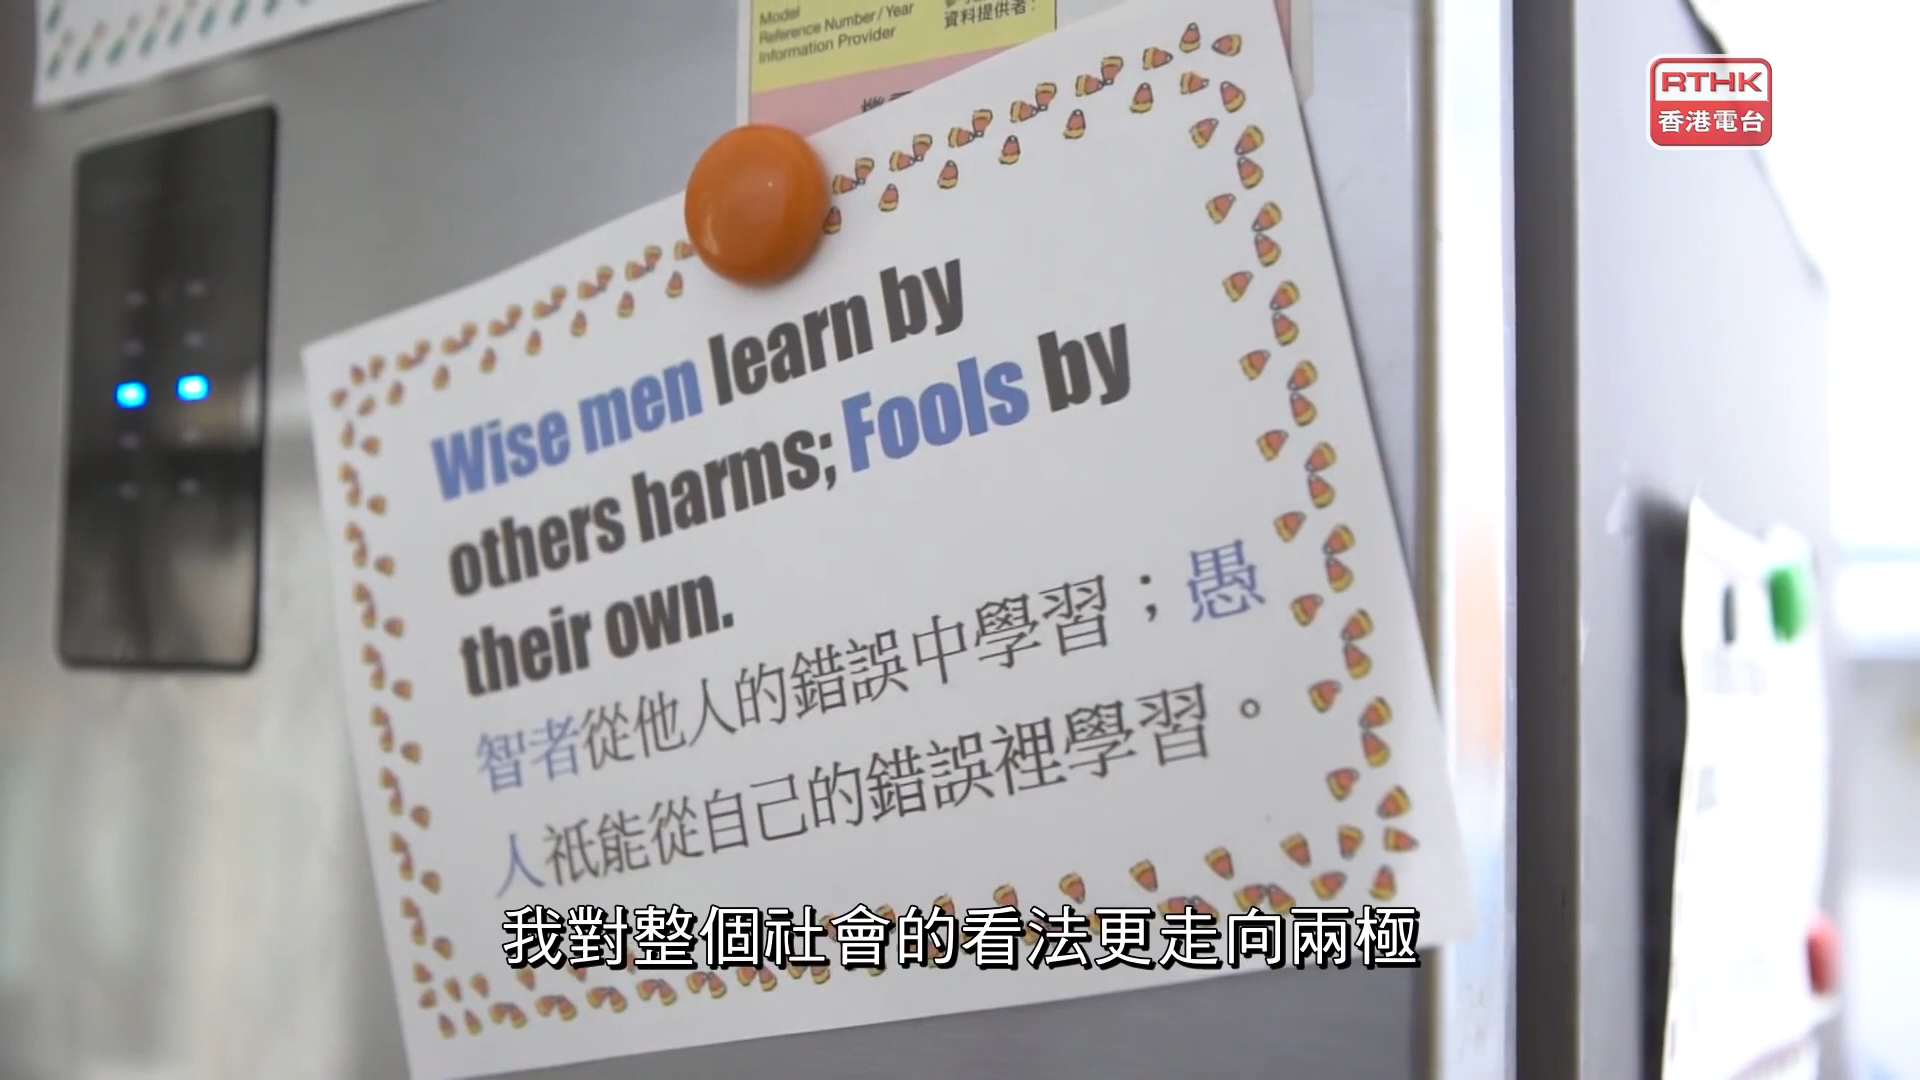 Model
Reference Number / Year
Information Provider
資料提供者：
RTHK
香港電台
Wise men learn by
others harms; Fools by
their own.
智者從他人的錯誤中學習；愚
人祇能從自己的錯誤裡學習。
我對整個社會的看法更走向兩極